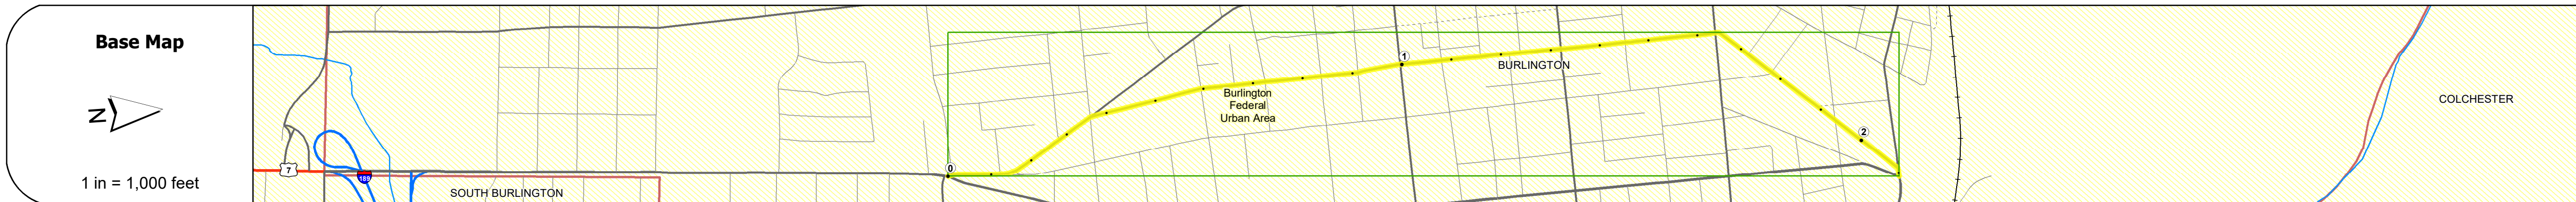 Base Map
N
1 in = 1,000 feet
7
189
SOUTH BURLINGTON
0
Burlington
Federal
Urban Area
1
BURLINGTON
2
COLCHESTER